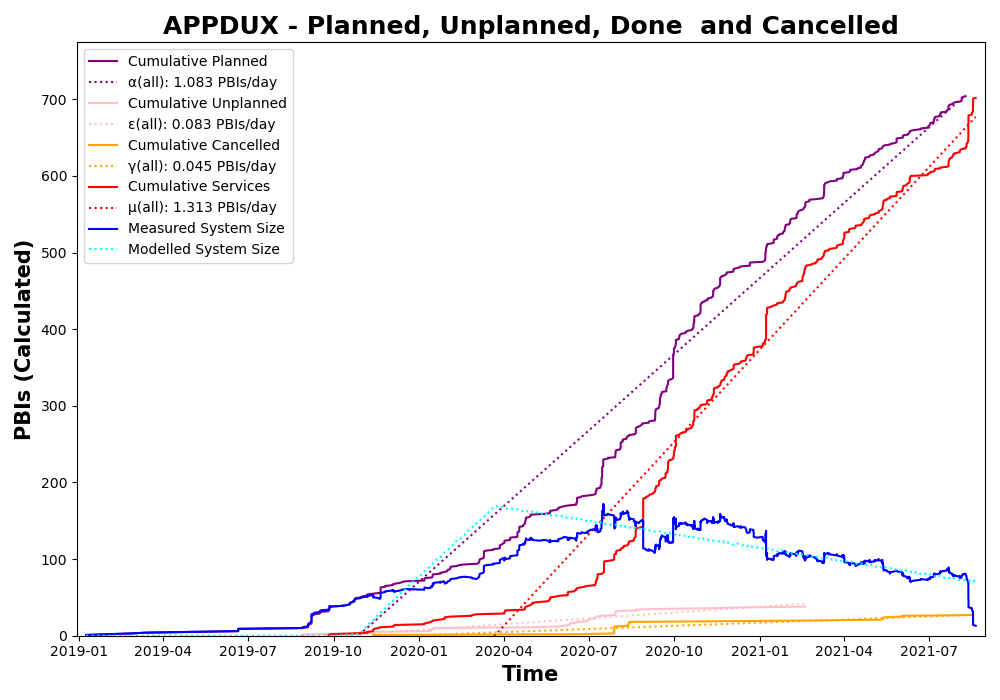 APPDUX - Planned, Unplanned, Done  and Cancelled
Cumulative Planned
α(all): 1.083 PBIs/day
Cumulative Unplanned
ε(all): 0.083 PBIs/day
Cumulative Cancelled
γ(all): 0.045 PBIs/day
Cumulative Services
μ(all): 1.313 PBIs/day
Measured System Size
Modelled System Size
PBIs (Calculated)
700
600
500
400
300
200
100
0
2019-01 2019-04 2019-07 2019-10 2020-01 2020-04 2020-07 2020-10 2021-01 2021-04 2021-07
Time